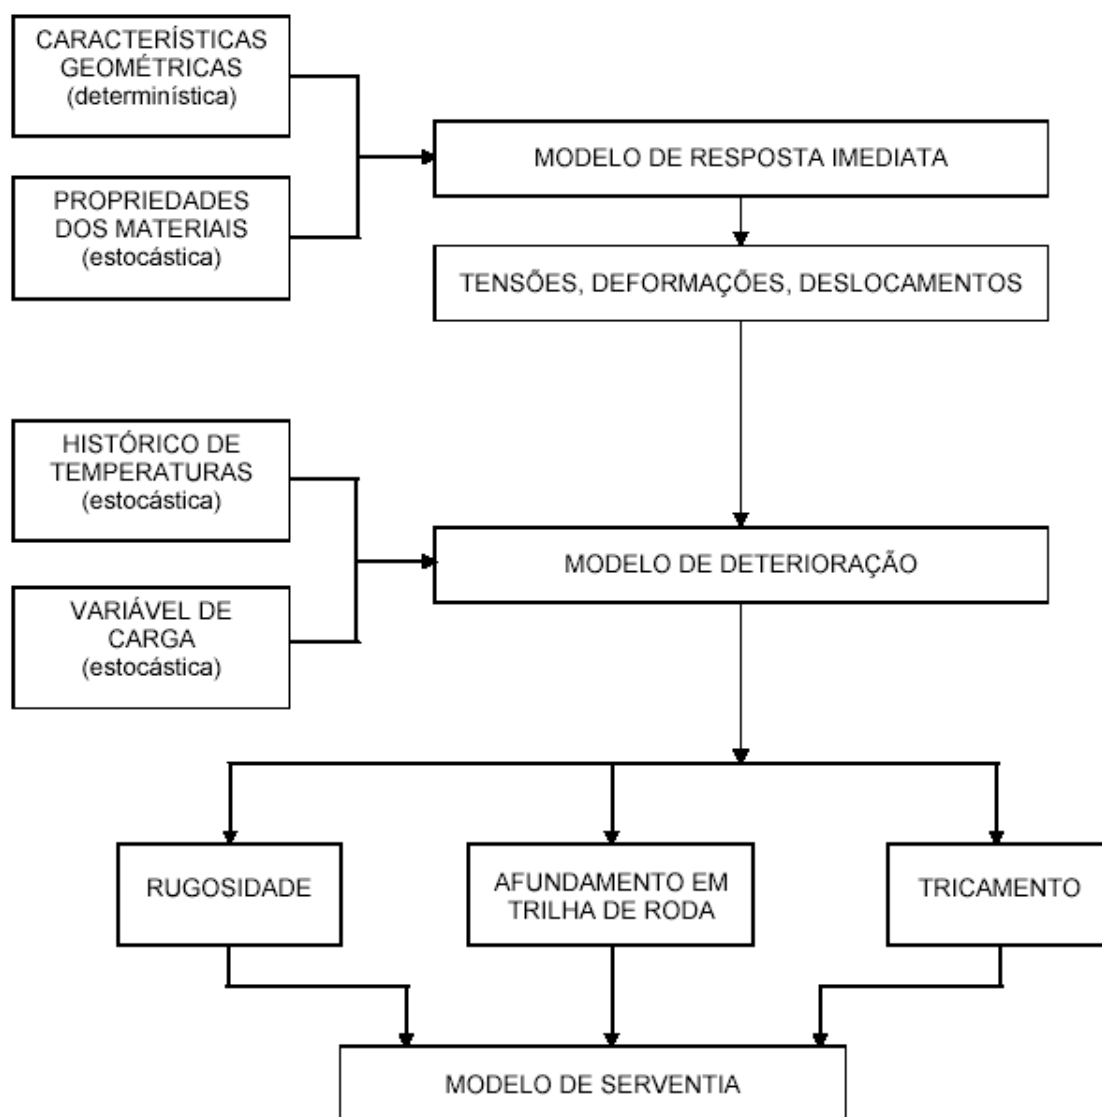 CARACTERÍSTICAS
GEOMÉTRICAS
(determinística)
MODELO DE RESPOSTA IMEDIATA
PROPRIEDADES
DOS MATERIAIS
(estocástica)
TENSÕES, DEFORMAÇÕES, DESLOCAMENTOS
HISTÓRICO DE
TEMPERATURAS
(estocástica)
MODELO DE DETERIORAÇÃO
VARIÁVEL DE
CARGA
(estocástica)
RUGOSIDADE
AFUNDAMENTO EM
TRILHA DE RODA
TRICAMENTO
MODELO DE SERVENTIA